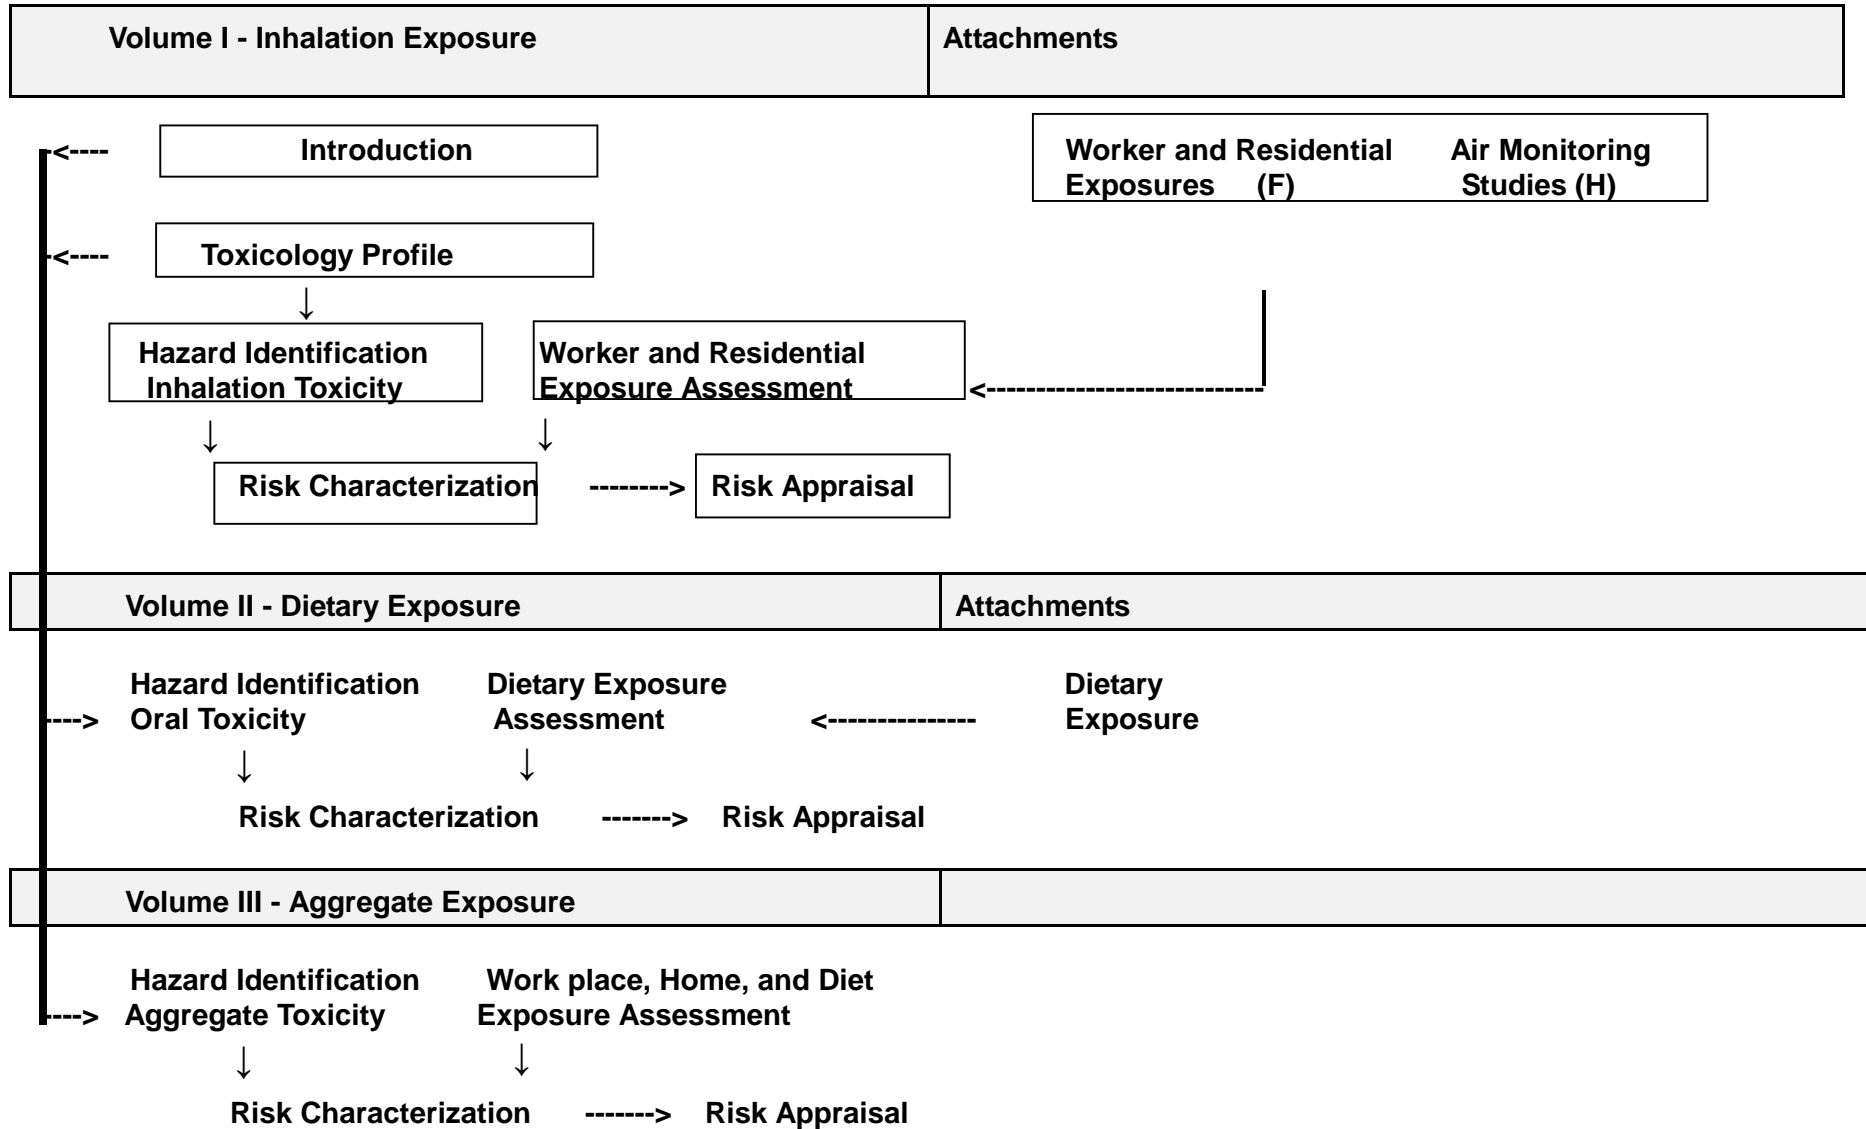 Volume I - Inhalation Exposure Attachments
<---- Introduction Worker and Residential Air Monitoring
Exposures (F) Studies (H)
<---- Toxicology Profile
↓
Hazard Identification Worker and Residential
Inhalation Toxicity Exposure Assessment <----------------------------
↓ ↓
Risk Characterization --------> Risk Appraisal
Volume II - Dietary Exposure Attachments
Hazard Identification Dietary Exposure Dietary
----> Oral Toxicity Assessment <--------------- Exposure
↓ ↓
Risk Characterization -------> Risk Appraisal
Volume III - Aggregate Exposure
Hazard Identification Work place, Home, and Diet
----> Aggregate Toxicity Exposure Assessment
↓ ↓
Risk Characterization -------> Risk Appraisal